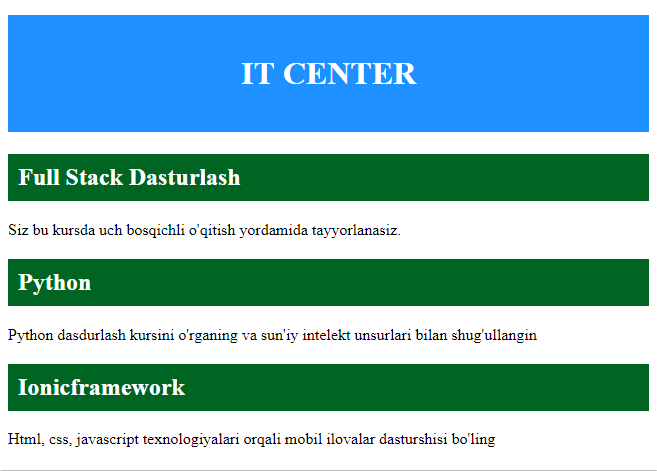 IT CENTER
Full Stack Dasturlash
Siz bu kursda uch bosqichli o'qitish yordamida tayyorlanasiz.
Python
Python dasdurlash kursini o'rganing va sun'iy intelekt unsurlari bilan shug'ullangin
Ionicframework
Html, css, javascript texnologiyalari orqali mobil ilovalar dasturshisi bo'ling